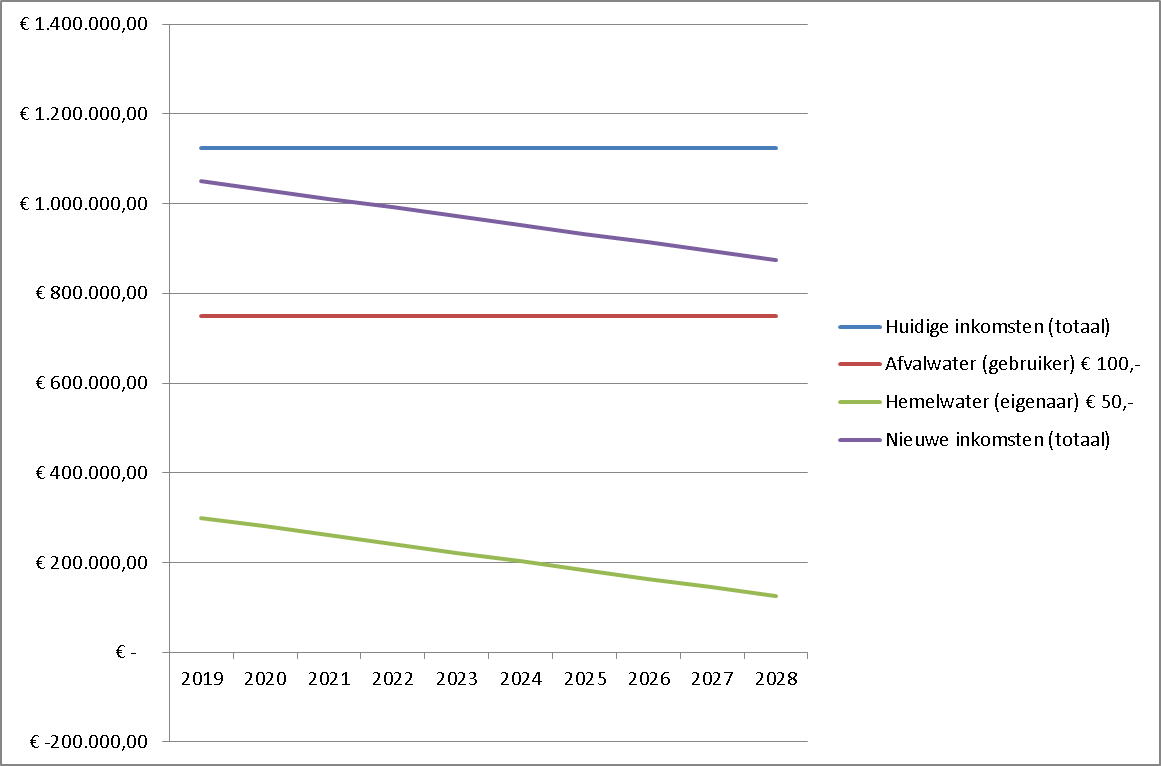 € 1.400.000,00
€ 1.200.000,00
€ 1.000.000,00
€ 800.000,00
€ 600.000,00
€ 400.000,00
€ 200.000,00
€ -
€ -200.000,00
2019 2020 2021 2022 2023 2024 2025 2026 2027 2028
Huidige inkomsten (totaal)
Afvalwater (gebruiker) € 100,-
Hemelwater (eigenaar) € 50,-
Nieuwe inkomsten (totaal)